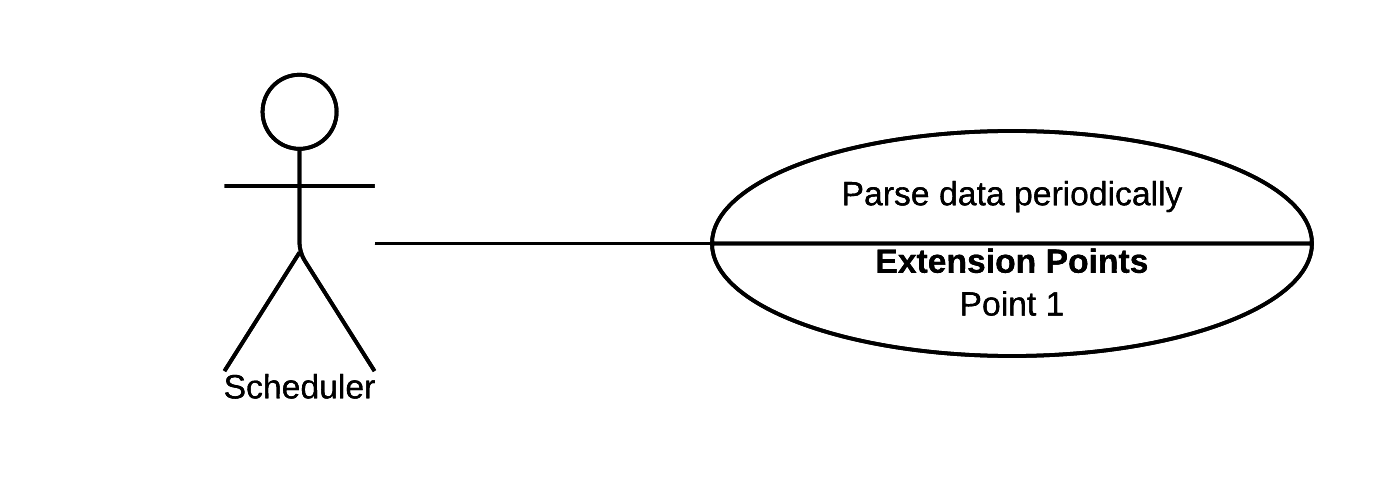 Parse data periodically
Extension Points
Point 1
Scheduler